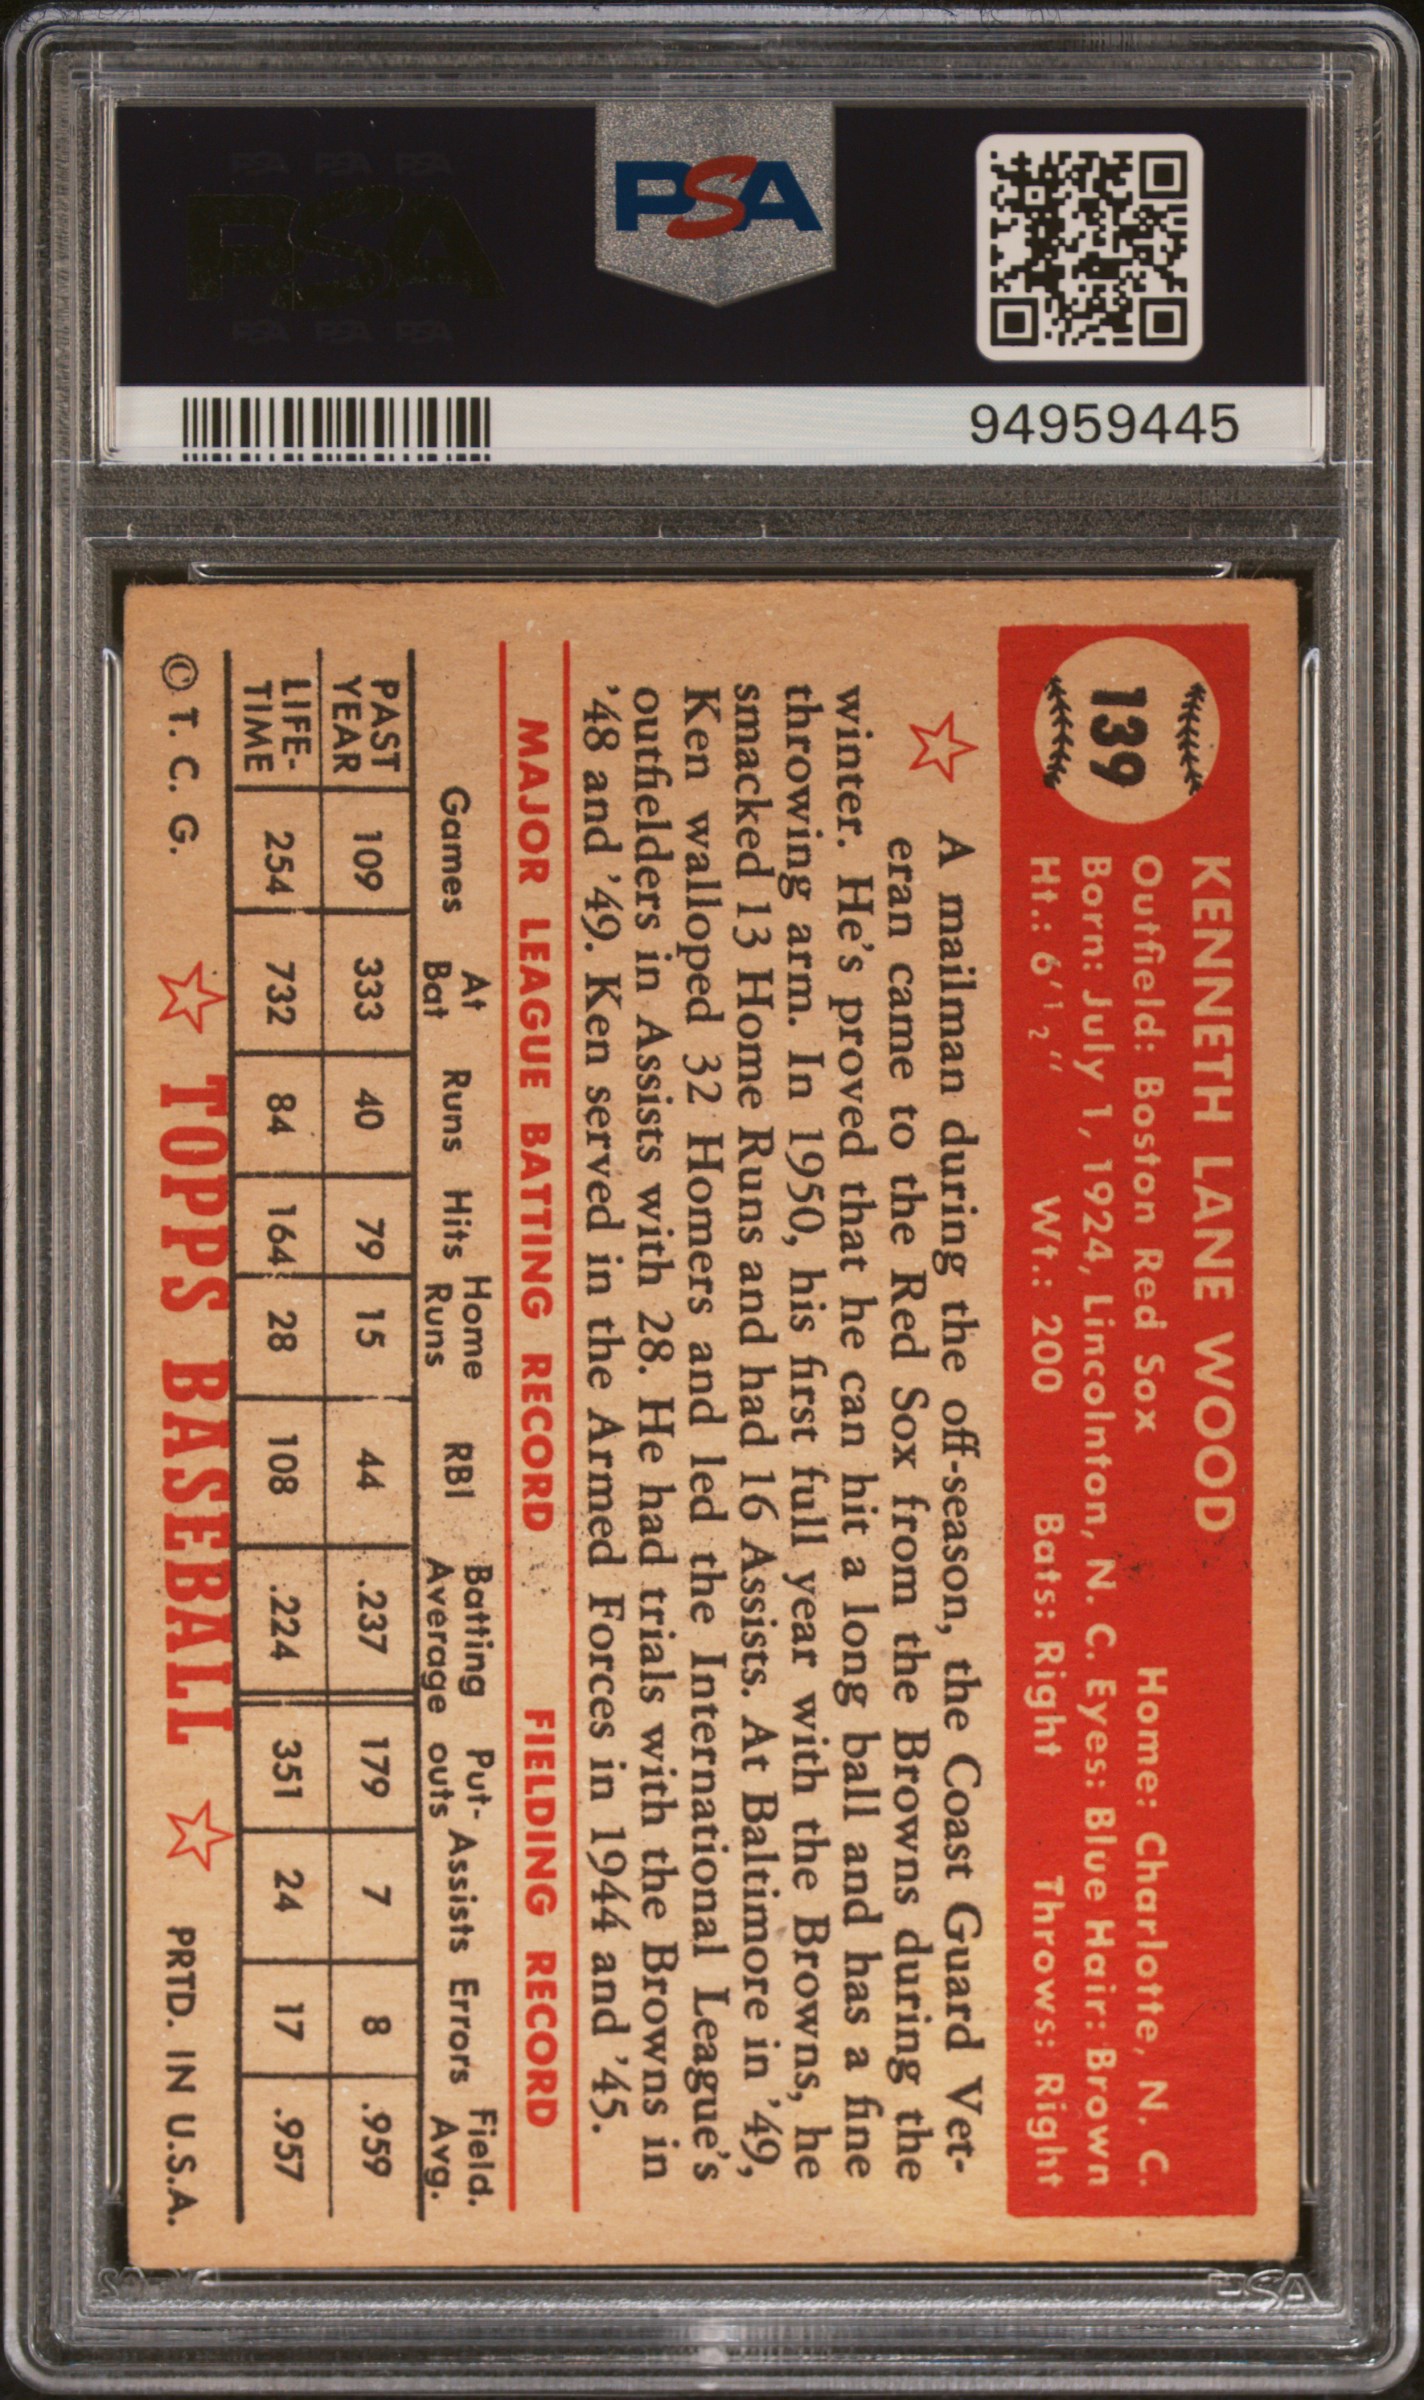 PSA PSA PSA
PSA
PSA PSA PSA
PSA
94959445
139
KENNETH LANE WOOD
Outfield: Boston Red Sox Home: Charlotte, N. C.
Born: July 1, 1924, Lincolnton, N. C. Eyes: Blue Hair: Brown
Ht.: 6'½" Wt.: 200 Bats: Right Throws: Right
A mailman during the off-season, the Coast Guard Vet-
eran came to the Red Sox from the Browns during the
winter. He's proved that he can hit a long ball and has a fine
throwing arm. In 1950, his first full year with the Browns, he
smacked 13 Home Runs and had 16 Assists. At Baltimore in '49,
Ken walloped 32 Homers and led the International League's
outfielders in Assists with 28. He had trials with the Browns in
'48 and '49. Ken served in the Armed Forces in 1944 and '45.
MAJOR LEAGUE BATTING RECORD FIELDING RECORD
Games At Bat Runs Hits Home Runs RBI Batting Average Put-outs Assists Errors Field. Avg.
PAST YEAR 109 333 40 79 15 44 .237 179 7 8 .959
LIFE-TIME 254 732 84 164 28 108 .224 351 24 17 .957
© T. C. G. TOPPS BASEBALL PRTD. IN U.S.A.
PSA